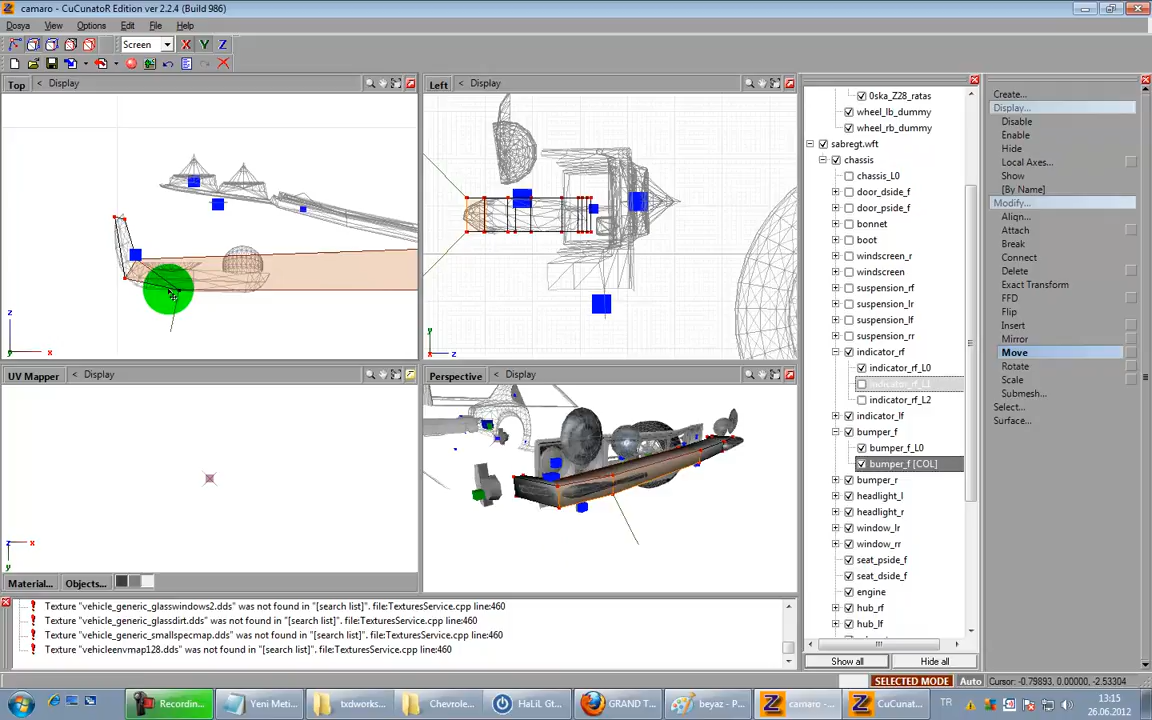 camaro - CuCunatoR Edition ver 2.2.4 (Build 986)
Dosya View Options Edit File Help
Screen X Y Z
Top < Display
Left < Display
UV Mapper < Display
Perspective < Display
z
x
y
y
z
z
x
y
z
x
y
Material... Objects...
0ska_Z28_ratas
wheel_lb_dummy
wheel_rb_dummy
sabregt.wft
chassis
chassis_L0
door_dside_f
door_pside_f
bonnet
boot
windscreen_r
windscreen
suspension_rf
suspension_lr
suspension_lf
suspension_rr
indicator_rf
indicator_rf_L0
indicator_rf_L1
indicator_rf_L2
indicator_lf
bumper_f
bumper_f_L0
bumper_f [COL]
bumper_r
headlight_l
headlight_r
window_lr
window_rr
seat_pside_f
seat_dside_f
engine
hub_rf
hub_lf
Show all Hide all
Create...
Display...
Disable
Enable
Hide
Local Axes...
Show
[By Name]
Modify...
Align...
Attach
Break
Connect
Delete
Exact Transform
FFD
Flip
Insert
Mirror
Move
Rotate
Scale
Submesh...
Select...
Surface...
Texture "vehicle_generic_glasswindows2.dds" was not found in "[search list]". file:TexturesService.cpp line:460
Texture "vehicle_generic_glassdirt.dds" was not found in "[search list]". file:TexturesService.cpp line:460
Texture "vehicle_generic_smallspecmap.dds" was not found in "[search list]". file:TexturesService.cpp line:460
Texture "vehicleenvmap128.dds" was not found in "[search list]". file:TexturesService.cpp line:460
SELECTED MODE Auto Cursor: -0.79893, 0.00000, -2.53304
Recordin... Yeni Meti... txdworks... Chevrole... HaLiL Gt... GRAND T... beyaz - P... camaro -... CuCunat... TR 13:15
26.06.2012